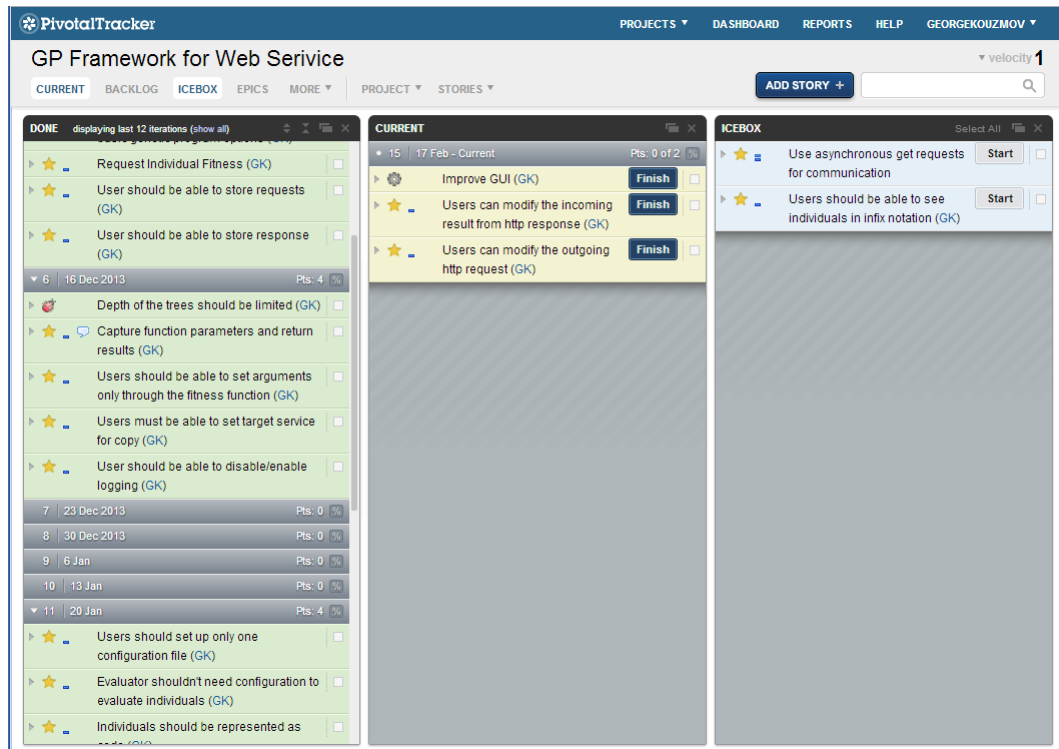 PivotalTracker
PROJECTS DASHBOARD REPORTS HELP GEORGEKOUZMOV
GP Framework for Web Serivice
velocity 1
CURRENT BACKLOG ICEBOX EPICS MORE PROJECT STORIES
ADD STORY +
DONE displaying last 12 iterations (show all)
Request Individual Fitness (GK)
User should be able to store requests
(GK)
User should be able to store response
(GK)
6 16 Dec 2013 Pts: 4 %
Depth of the trees should be limited (GK)
Capture function parameters and return
results (GK)
Users should be able to set arguments
only through the fitness function (GK)
Users must be able to set target service
for copy (GK)
User should be able to disable/enable
logging (GK)
7 23 Dec 2013 Pts: 0 %
8 30 Dec 2013 Pts: 0 %
9 6 Jan Pts: 0 %
10 13 Jan Pts: 0 %
11 20 Jan Pts: 4 %
Users should set up only one
configuration file (GK)
Evaluator shouldn't need configuration to
evaluate individuals (GK)
Individuals should be represented as
CURRENT
15 17 Feb - Current Pts: 0 of 2 %
Improve GUI (GK) Finish
Users can modify the incoming Finish
result from http response (GK)
Users can modify the outgoing Finish
http request (GK)
ICEBOX Select All
Use asynchronous get requests Start
for communication
Users should be able to see Start
individuals in infix notation (GK)